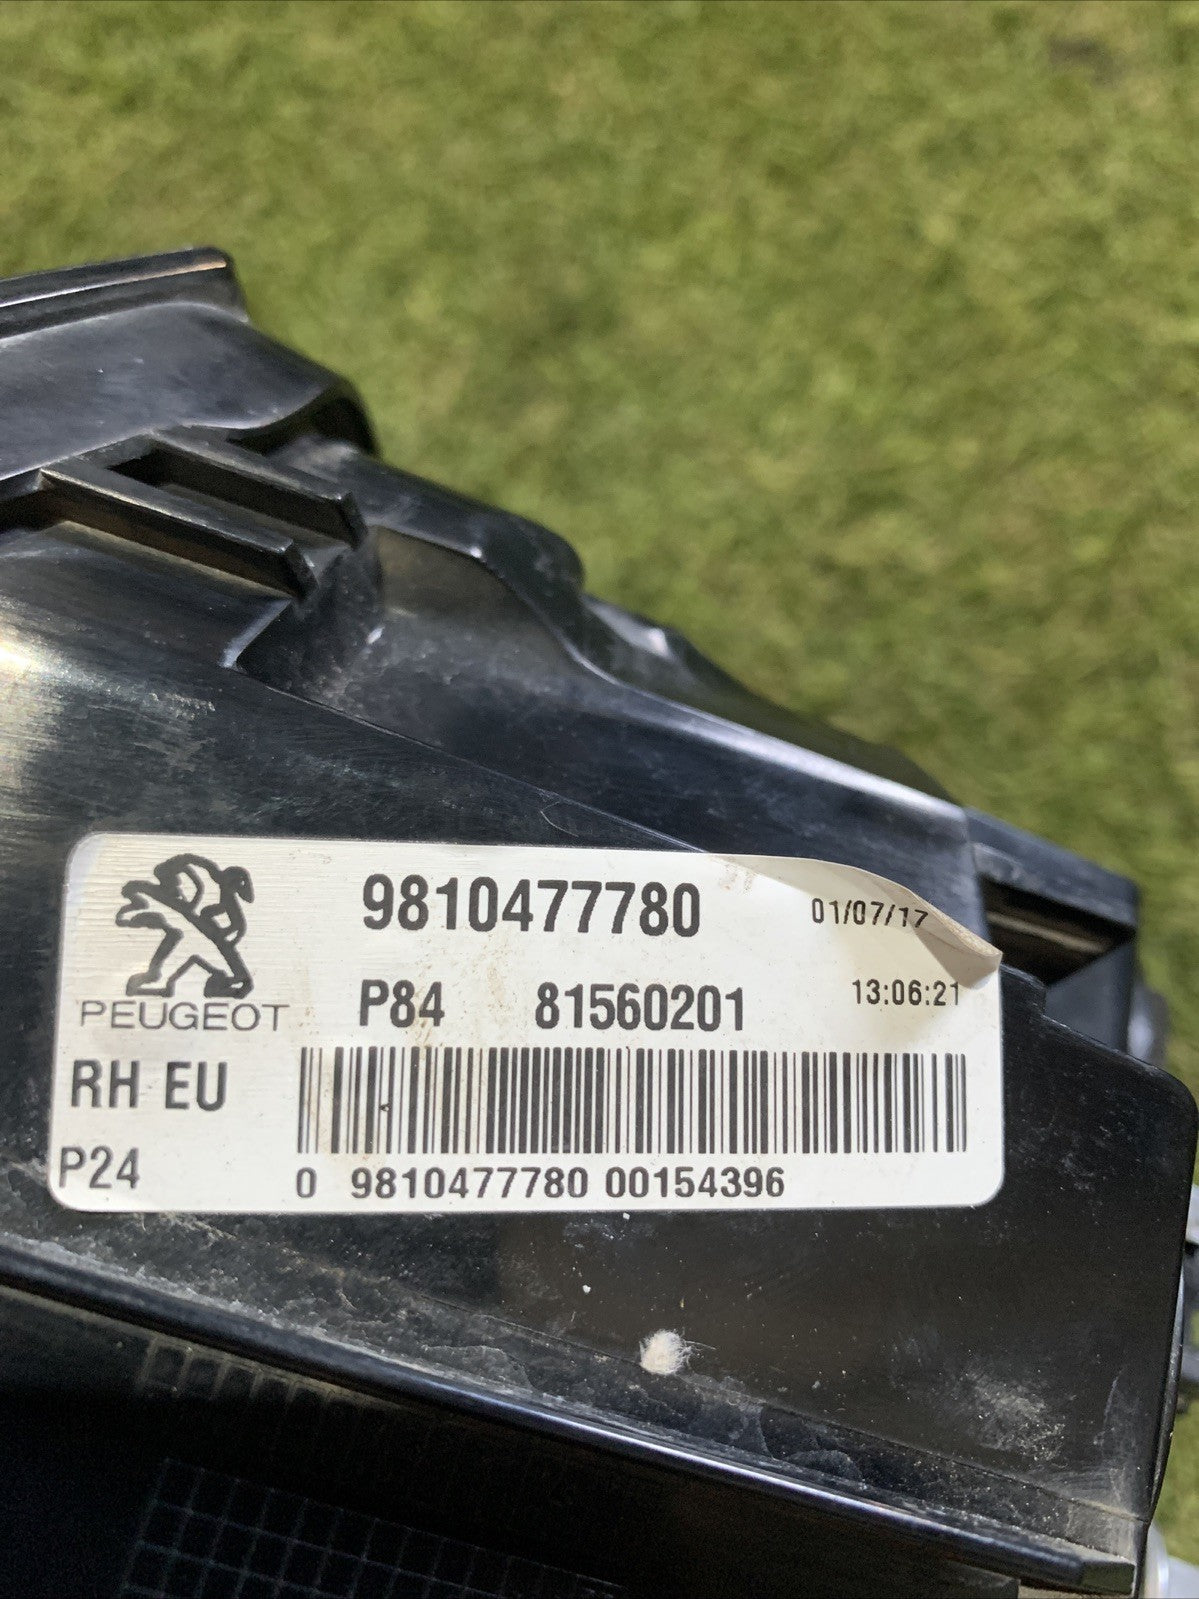 9810477780 01/07/17
P84 81560201 13:06:21
PEUGEOT
RH EU
P24
0 9810477780 00154396